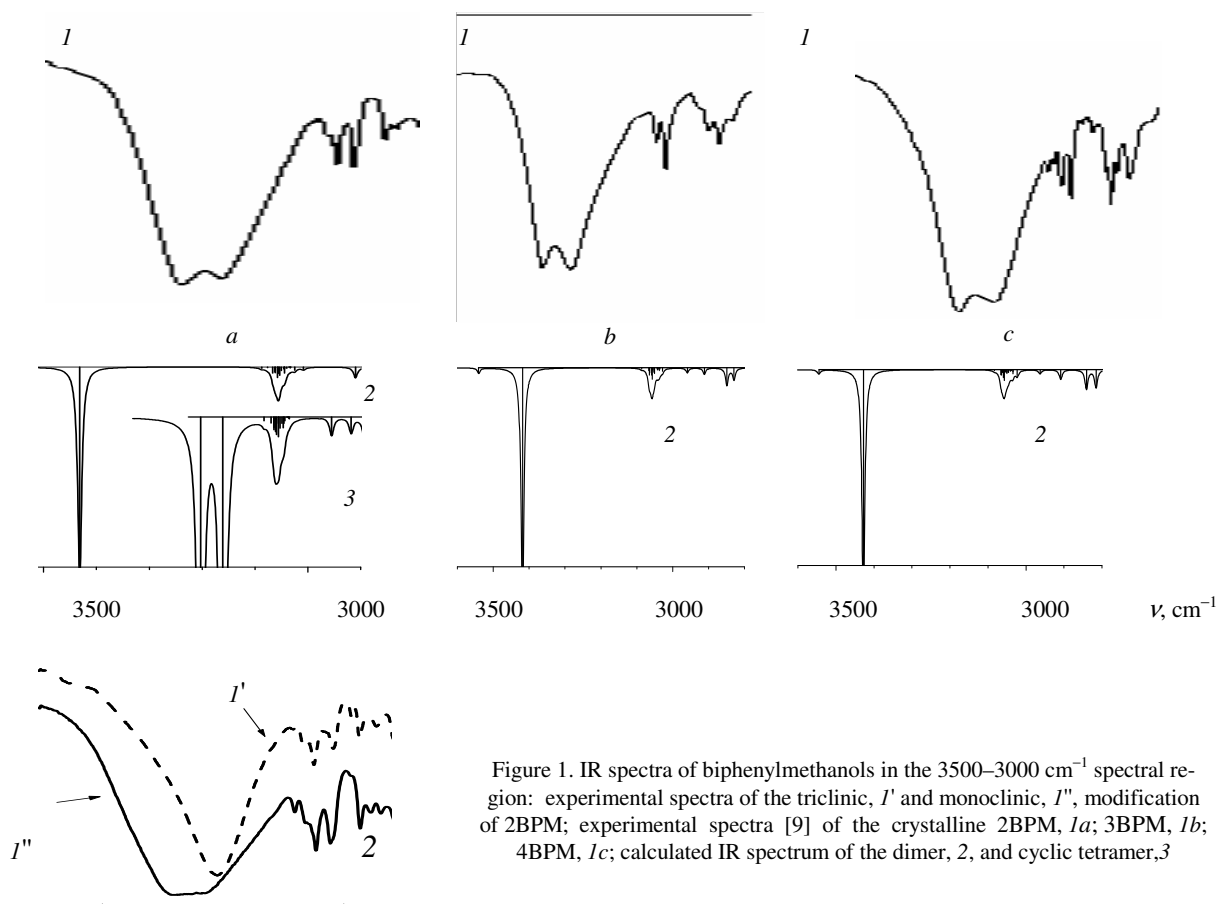 1 1 1
a b c
2
2 2
3
3500 3000 3500 3000 3500 3000 ν, cm⁻¹
1'
Figure 1. IR spectra of biphenylmethanols in the 3500–3000 cm⁻¹ spectral re-
gion: experimental spectra of the triclinic, 1' and monoclinic, 1", modification
of 2BPM; experimental spectra [9] of the crystalline 2BPM, 1a; 3BPM, 1b;
4BPM, 1c; calculated IR spectrum of the dimer, 2, and cyclic tetramer,3
1" 2